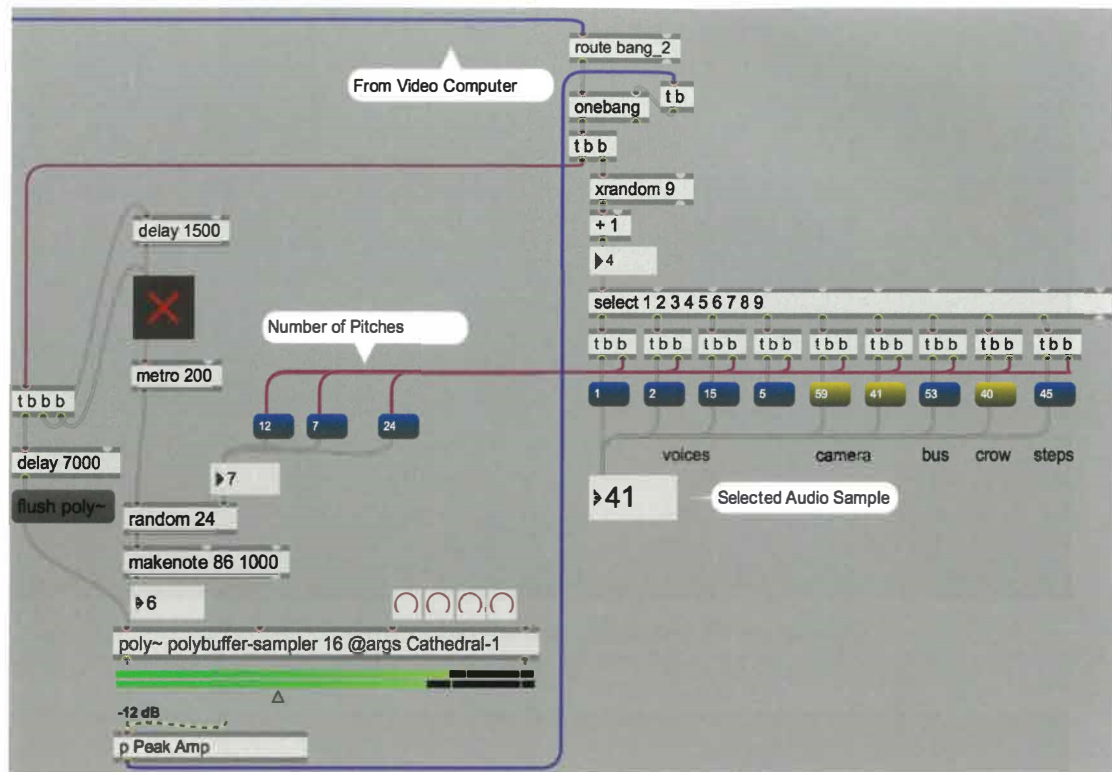 route bang_2
From Video Computer
t b
onebang
t b b
xrandom 9
+ 1
4
delay 1500
select 1 2 3 4 5 6 7 8 9
Number of Pitches
t b b t b b t b b t b b t b b t b b t b b t b b t b b
metro 200
t b b b
1 2 15 5 59 41 53 40 45
12 7 24
voices camera bus crow steps
delay 7000
7
41
Selected Audio Sample
flush poly~
random 24
makenote 86 1000
6
poly~ polybuffer-sampler 16 @args Cathedral-1
-12 dB
p Peak Amp